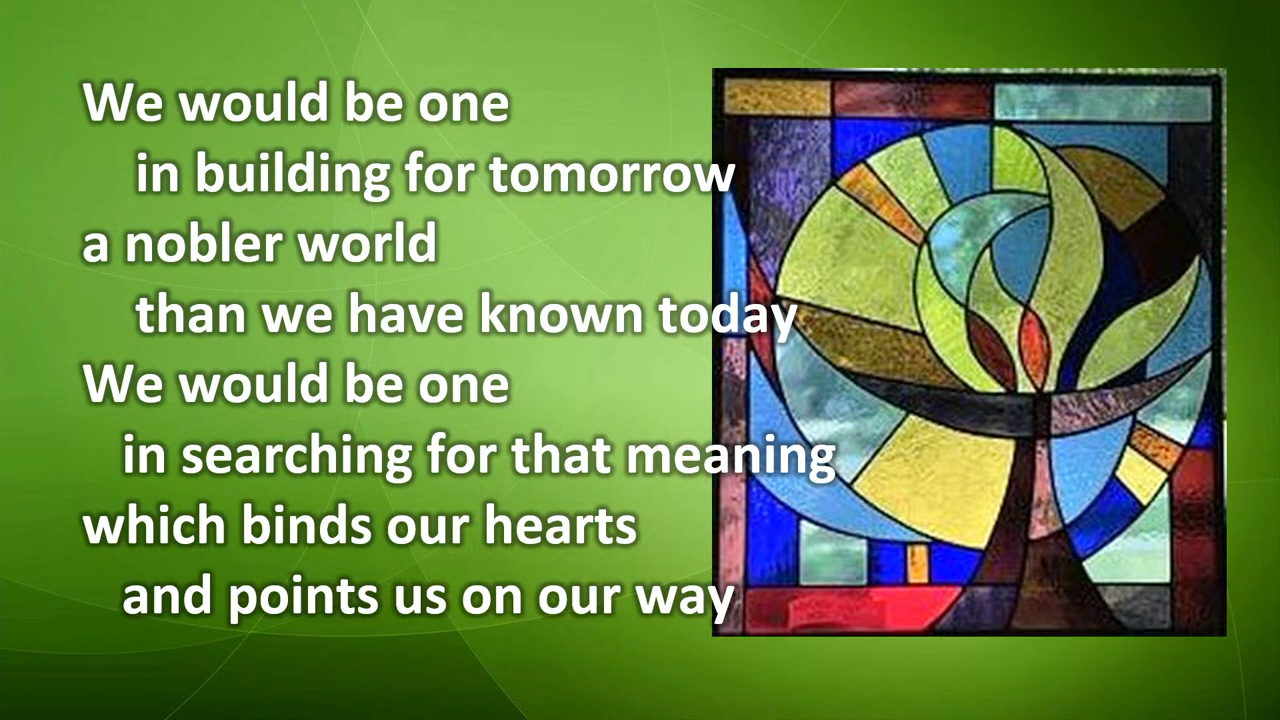 We would be one
in building for tomorrow
a nobler world
than we have known today
We would be one
in searching for that meaning
which binds our hearts
and points us on our way